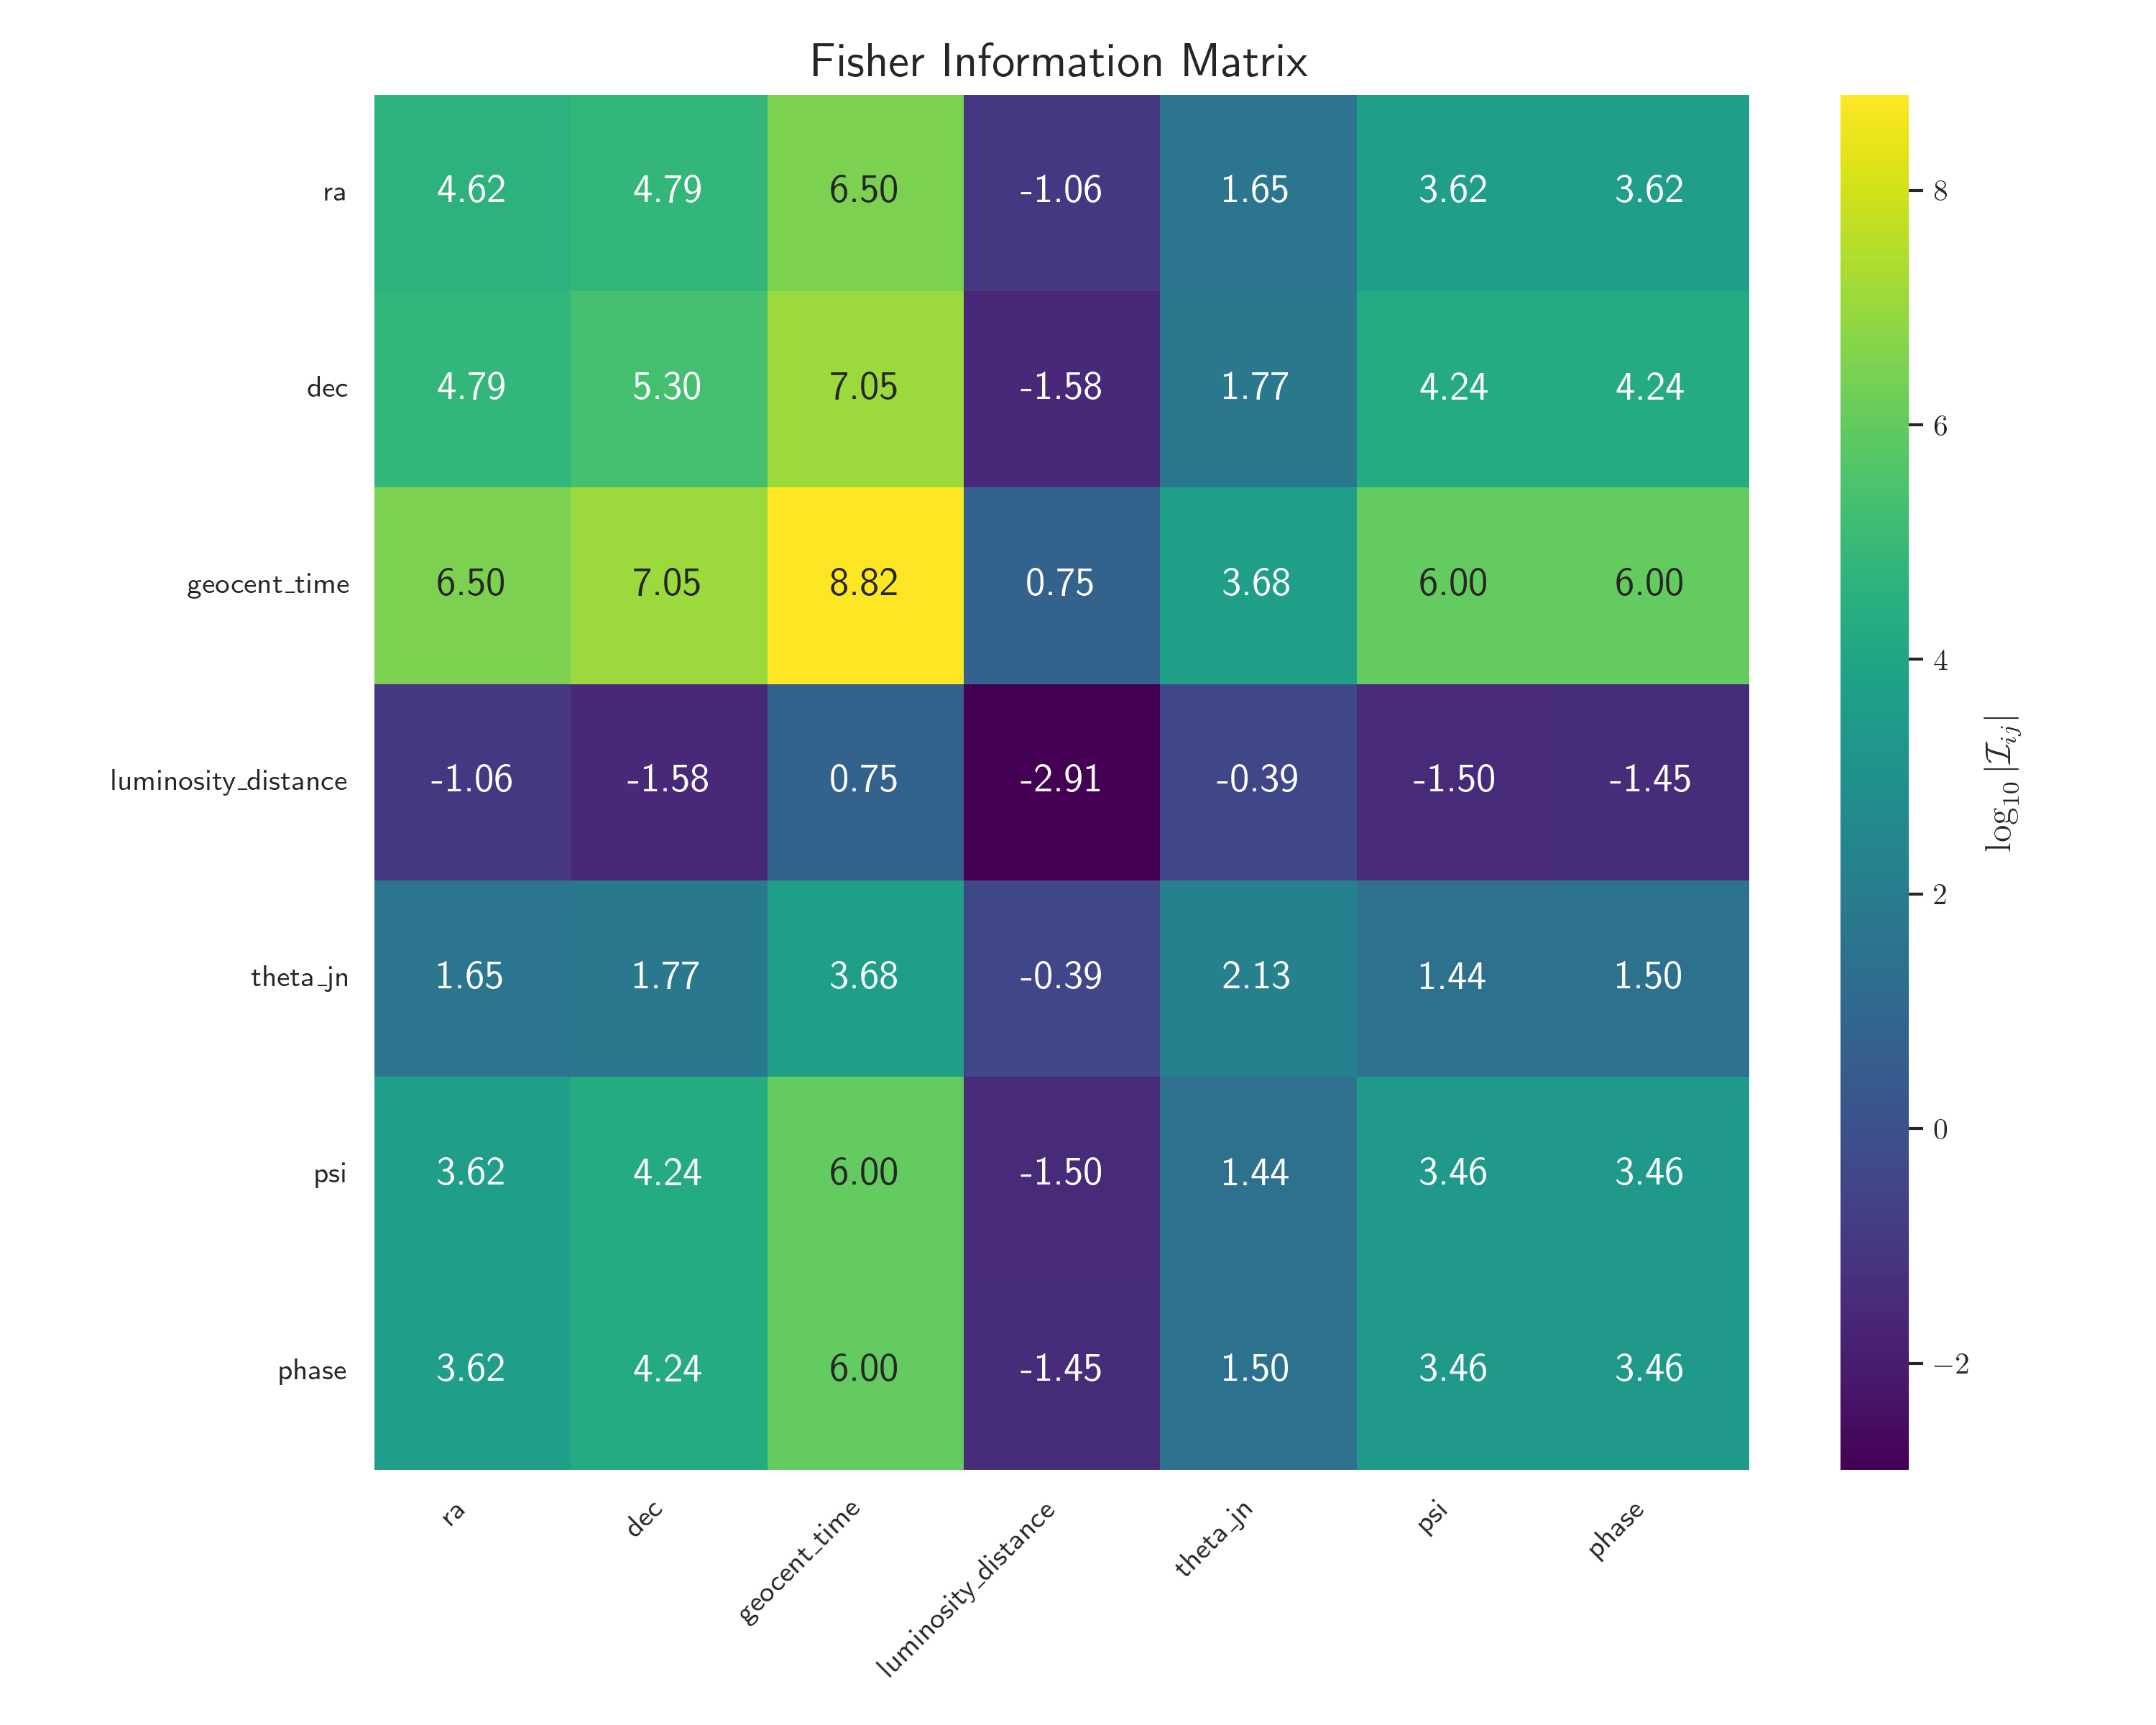 Fisher Information Matrix
ra 4.62 4.79 6.50 -1.06 1.65 3.62 3.62
dec 4.79 5.30 7.05 -1.58 1.77 4.24 4.24
geocent_time 6.50 7.05 8.82 0.75 3.68 6.00 6.00
luminosity_distance -1.06 -1.58 0.75 -2.91 -0.39 -1.50 -1.45
theta_jn 1.65 1.77 3.68 -0.39 2.13 1.44 1.50
psi 3.62 4.24 6.00 -1.50 1.44 3.46 3.46
phase 3.62 4.24 6.00 -1.45 1.50 3.46 3.46
ra dec geocent_time luminosity_distance theta_jn psi phase
8
6
4
2
0
−2
log₁₀ |ℐᵢⱼ|